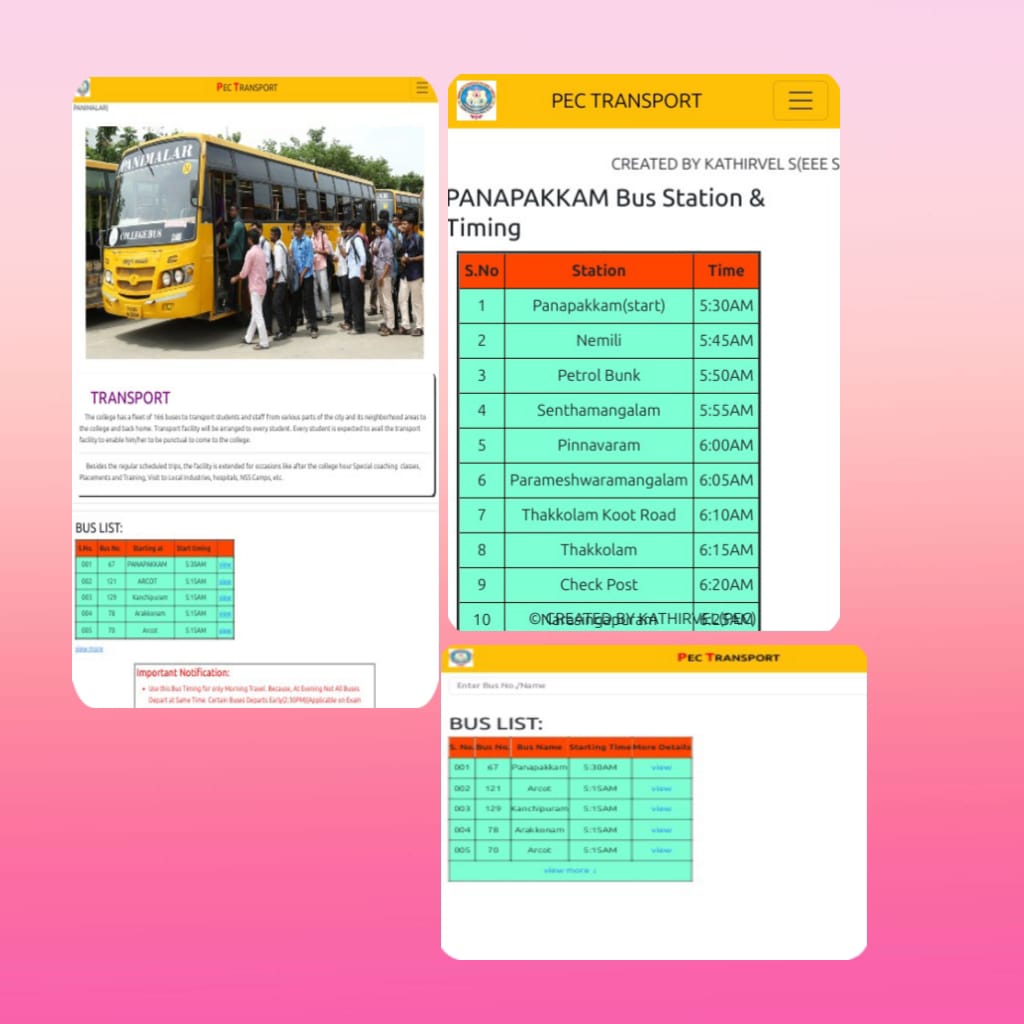 PEC TRANSPORT
PANIMALAR|
PANIMALAR
COLLEGE BUS
TRANSPORT
The college has a fleet of 166 buses to transport students and staff from various parts of the city and its neighborhood areas to
the college and back home. Transport facility will be arranged to every student. Every student is expected to avail the transport
facility to enable him/her to be punctual to come to the college.
Besides the regular scheduled trips, the facility is extended for occasions like after the college hour Special coaching classes,
Placements and Training, Visit to Local Industries, hospitals, NSS Camps, etc.
BUS LIST:
S.No. Bus No. Starting at Start timing
001 67 PANAPAKKAM 5:30AM view
002 121 ARCOT 5:15AM view
003 129 Kanchipuram 5:15AM view
004 78 Arakkonam 5:15AM view
005 70 Arcot 5:15AM view
view more
Important Notification:
• Use this Bus Timing for only Morning Travel. Because, At Evening Not All Buses
Depart at Same Time. Certain Buses Departs Early(2:30PM)(Applicable on Exam
PEC TRANSPORT
CREATED BY KATHIRVEL S(EEE S
PANAPAKKAM Bus Station &
Timing
S.No Station Time
1 Panapakkam(start) 5:30AM
2 Nemili 5:45AM
3 Petrol Bunk 5:50AM
4 Senthamangalam 5:55AM
5 Pinnavaram 6:00AM
6 Parameshwaramangalam 6:05AM
7 Thakkolam Koot Road 6:10AM
8 Thakkolam 6:15AM
9 Check Post 6:20AM
10 Narasingapuram 6:25AM
© CREATED BY KATHIRVEL(PEC)
PEC TRANSPORT
Enter Bus No./Name
BUS LIST:
S. No. Bus No. Bus Name Starting Time More Details
001 67 Panapakkam 5:30AM view
002 121 Arcot 5:15AM view
003 129 Kanchipuram 5:15AM view
004 78 Arakkonam 5:15AM view
005 70 Arcot 5:15AM view
view more ↓